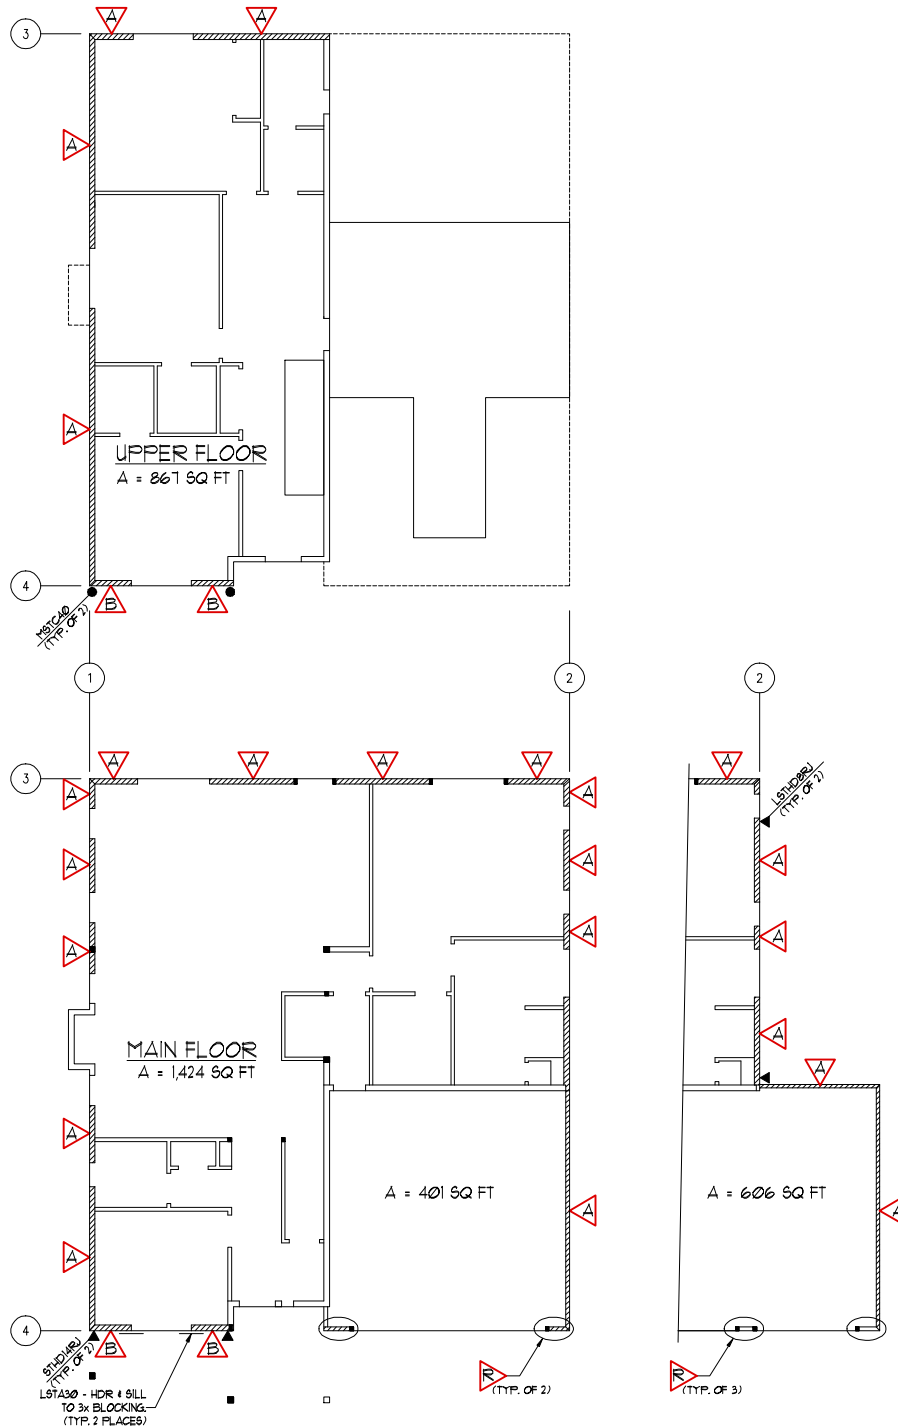 A A
3
A
A
UPPER FLOOR
A = 867 SQ FT
4
MSTC40
(TYP. OF 2)
B B
1 2 2
A A A A A
3
A A
LSTHD8RJ
(TYP. OF 2)
A A A
A A A
A
MAIN FLOOR
A = 1,424 SQ FT
A
A
A = 401 SQ FT
A = 606 SQ FT
A A
A
4
B B
STHD14RJ
(TYP. OF 2)
R
(TYP. OF 2)
R
(TYP. OF 3)
LSTA30 - HDR & SILL
TO 3x BLOCKING.
(TYP. 2 PLACES)